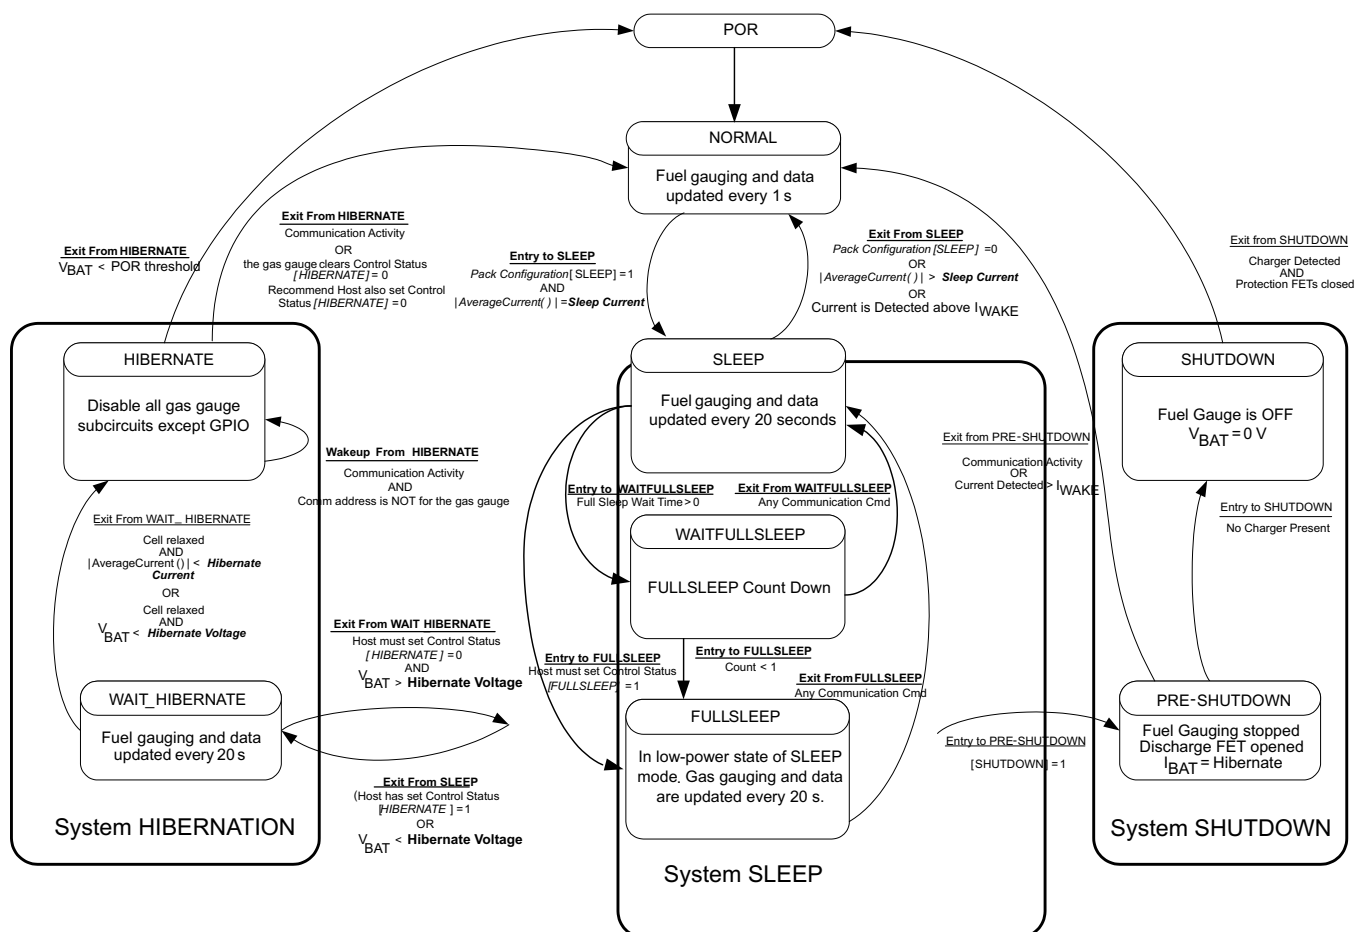 POR
NORMAL
Fuel gauging and data
updated every 1 s
Exit From HIBERNATE
V BAT < POR threshold
Exit From HIBERNATE
Communication Activity
OR
the gas gauge clears Control Status
[HIBERNATE] = 0
Recommend Host also set Control
Status [HIBERNATE] = 0
Entry to SLEEP
Pack Configuration[ SLEEP] = 1
AND
|AverageCurrent( ) | = Sleep Current
Exit From SLEEP
Pack Configuration [SLEEP] = 0
OR
|AverageCurrent( ) | > Sleep Current
OR
Current is Detected above I WAKE
Exit from SHUTDOWN
Charger Detected
AND
Protection FETs closed
HIBERNATE
Disable all gas gauge
subcircuits except GPIO
Wakeup From HIBERNATE
Communication Activity
AND
Comm address is NOT for the gas gauge
Exit From WAIT_ HIBERNATE
Cell relaxed
AND
|AverageCurrent () | < Hibernate
Current
OR
Cell relaxed
AND
V BAT < Hibernate Voltage
WAIT_HIBERNATE
Fuel gauging and data
updated every 20 s
System HIBERNATION
Exit From WAIT HIBERNATE
Host must set Control Status
[HIBERNATE ] = 0
AND
V BAT > Hibernate Voltage
Exit From SLEEP
(Host has set Control Status
[HIBERNATE ] = 1
OR
V BAT < Hibernate Voltage
SLEEP
Fuel gauging and data
updated every 20 seconds
Entry to WAITFULLSLEEP
Full Sleep Wait Time > 0
Exit From WAITFULLSLEEP
Any Communication Cmd
WAITFULLSLEEP
FULLSLEEP Count Down
Entry to FULLSLEEP
Host must set Control Status
[FULLSLEEP] = 1
Entry to FULLSLEEP
Count < 1
Exit From FULLSLEEP
Any Communication Cmd
FULLSLEEP
In low-power state of SLEEP
mode. Gas gauging and data
are updated every 20 s.
System SLEEP
Exit from PRE-SHUTDOWN
Communication Activity
OR
Current Detected > I WAKE
Entry to PRE-SHUTDOWN
[SHUTDOWN] = 1
SHUTDOWN
Fuel Gauge is OFF
V BAT = 0 V
Entry to SHUTDOWN
No Charger Present
PRE-SHUTDOWN
Fuel Gauging stopped
Discharge FET opened
I BAT = Hibernate
System SHUTDOWN